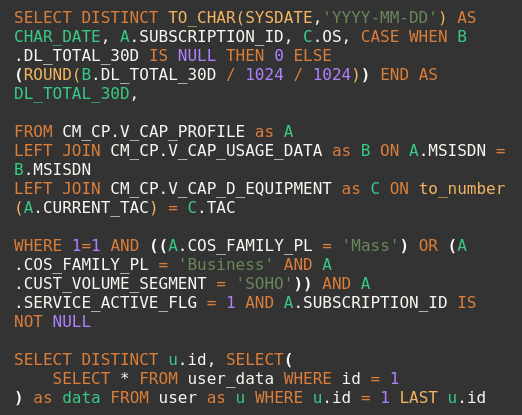 SELECT DISTINCT TO_CHAR(SYSDATE,'YYYY-MM-DD') AS
CHAR_DATE, A.SUBSCRIPTION_ID, C.OS, CASE WHEN B
.DL_TOTAL_30D IS NULL THEN 0 ELSE
(ROUND(B.DL_TOTAL_30D / 1024 / 1024)) END AS
DL_TOTAL_30D,

FROM CM_CP.V_CAP_PROFILE as A
LEFT JOIN CM_CP.V_CAP_USAGE_DATA as B ON A.MSISDN =
B.MSISDN
LEFT JOIN CM_CP.V_CAP_D_EQUIPMENT as C ON to_number
(A.CURRENT_TAC) = C.TAC

WHERE 1=1 AND ((A.COS_FAMILY_PL = 'Mass') OR (A
.COS_FAMILY_PL = 'Business' AND A
.CUST_VOLUME_SEGMENT = 'SOHO')) AND A
.SERVICE_ACTIVE_FLG = 1 AND A.SUBSCRIPTION_ID IS
NOT NULL

SELECT DISTINCT u.id, SELECT(
    SELECT * FROM user_data WHERE id = 1
) as data FROM user as u WHERE u.id = 1 LAST u.id